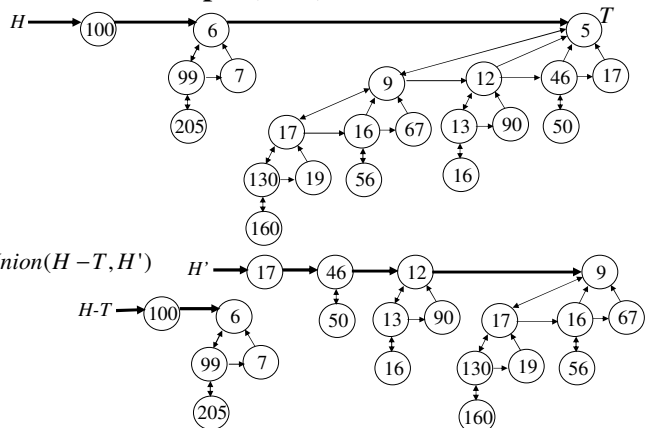 H 100 6 5 T
99 7 9 12 46 17
205 17 16 67 13 90 50
130 19 56 16
160
nion(H – T, H') H' 17 46 12 9
H-T 100 6 50 13 90 17 16 67
99 7 16 130 19 56
205 160